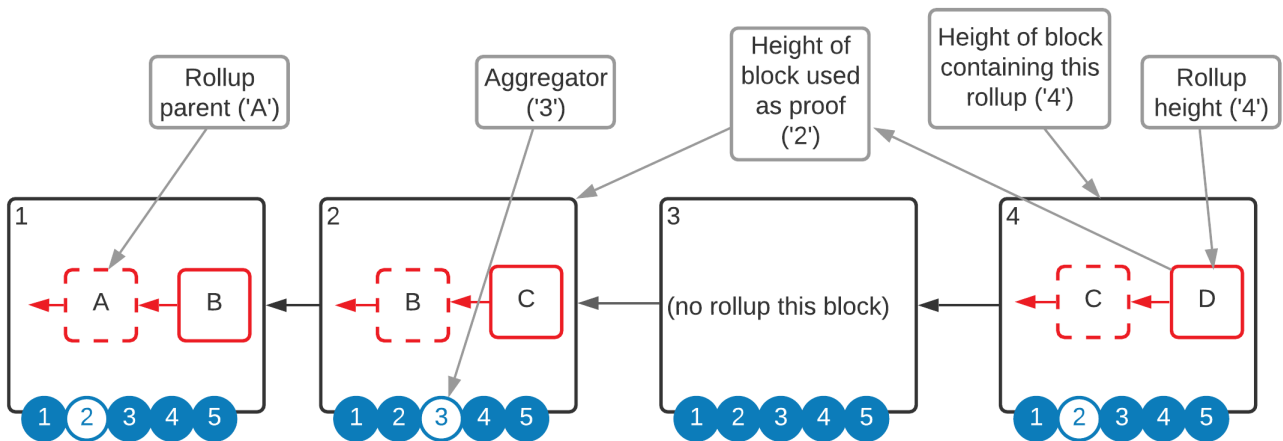 Rollup
parent ('A')
Aggregator
('3')
Height of
block used
as proof
('2')
Height of block
containing this
rollup ('4')
Rollup
height ('4')
1
A
B
1 2 3 4 5
2
B
C
1 2 3 4 5
3
(no rollup this block)
1 2 3 4 5
4
C
D
1 2 3 4 5